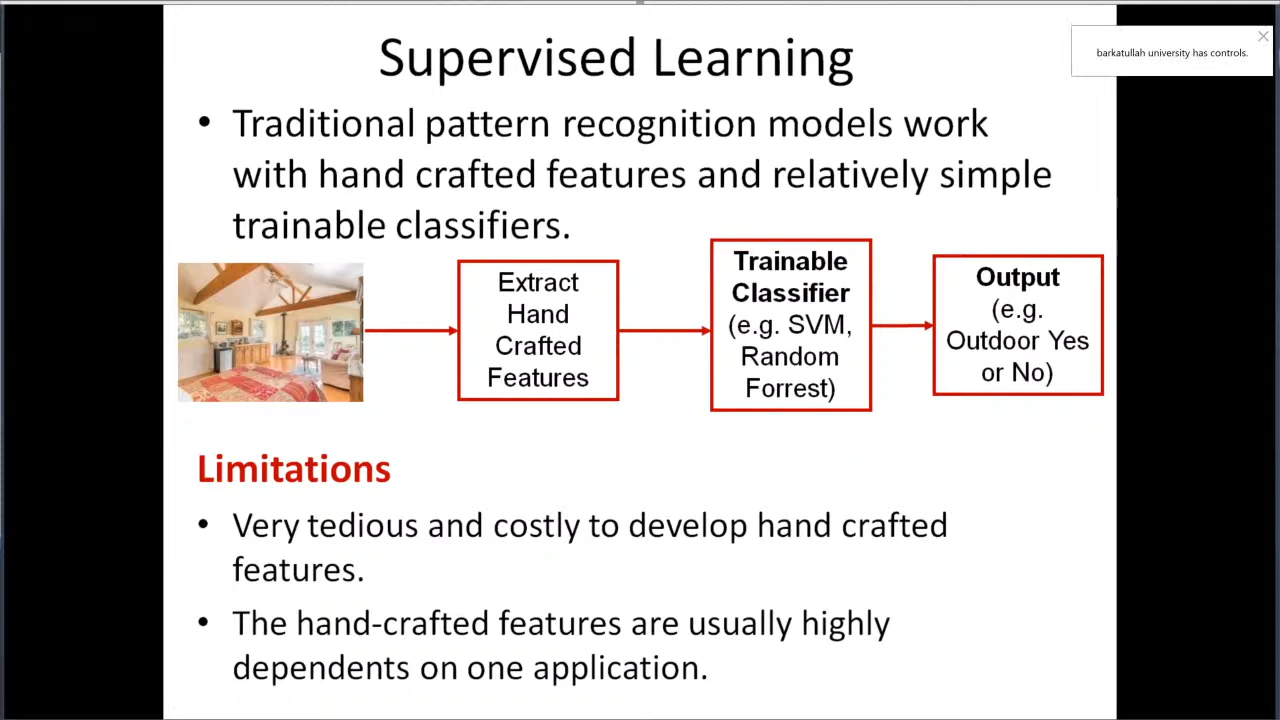 Supervised Learning
barkatullah university has controls.
• Traditional pattern recognition models work
with hand crafted features and relatively simple
trainable classifiers.
Extract
Hand
Crafted
Features
Trainable
Classifier
(e.g. SVM,
Random
Forrest)
Output
(e.g.
Outdoor Yes
or No)
Limitations
• Very tedious and costly to develop hand crafted
features.
• The hand-crafted features are usually highly
dependents on one application.